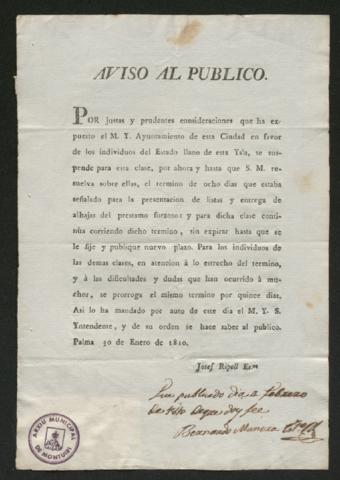 AVISO AL PUBLICO.
POR justas y prudentes consideraciones que ha ex-
puesto el M. Y. Ayuntamiento de esta Ciudad en favor
de los individuos del Estado llano de esta Ysla, se sus-
pende para esta clase, por ahora y hasta que S. M. re-
suelva sobre ellas, el termino de ocho dias que estaba
señalado para la presentacion de listas y entrega de
alhajas del prestamo forzoso: y para dicha clase conti-
núa corriendo dicho termino, sin expirar hasta que se
le fije y publique nuevo plazo. Para los individuos de
las demas clases, en atencion à lo estrecho del termino,
y à las dificultades y dudas que han ocurrido à mu-
chos, se prorroga el mismo termino por quince dias.
Asi lo ha mandado por auto de este dia el M. Y. S.
Yntendente, y de su orden se hace saber al publico.
Palma 30 de Enero de 1810.
Josef Ripoll Esno
Fue publicado dia 2 Febrero
de que doy fee
Bernardo
ARXIU MUNICIPAL
DE MONTUIRI